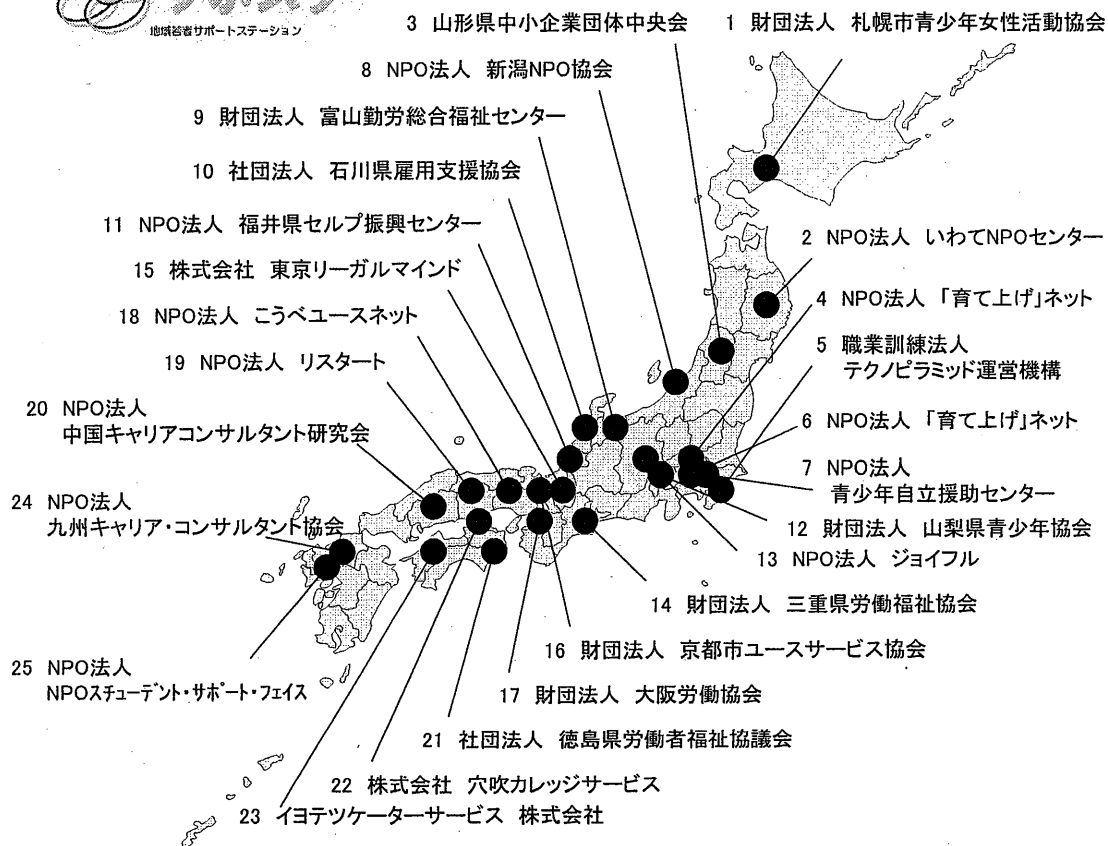 地域若者サポートステーション
3 山形県中小企業団体中央会
1 財団法人 札幌市青少年女性活動協会
8 NPO法人 新潟NPO協会
9 財団法人 富山勤労総合福祉センター
10 社団法人 石川県雇用支援協会
11 NPO法人 福井県セルプ振興センター
2 NPO法人 いわてNPOセンター
15 株式会社 東京リーガルマインド
4 NPO法人 「育て上げ」ネット
18 NPO法人 こうべユースネット
5 職業訓練法人
テクノピラミッド運営機構
19 NPO法人 リスタート
20 NPO法人
中国キャリアコンサルタント研究会
6 NPO法人 「育て上げ」ネット
7 NPO法人
青少年自立援助センター
24 NPO法人
九州キャリア・コンサルタント協会
12 財団法人 山梨県青少年協会
13 NPO法人 ジョイフル
14 財団法人 三重県労働福祉協会
16 財団法人 京都市ユースサービス協会
25 NPO法人
NPOスチューデント・サポート・フェイス
17 財団法人 大阪労働協会
21 社団法人 徳島県労働者福祉協議会
22 株式会社 穴吹カレッジサービス
23 イヨテツケーターサービス 株式会社